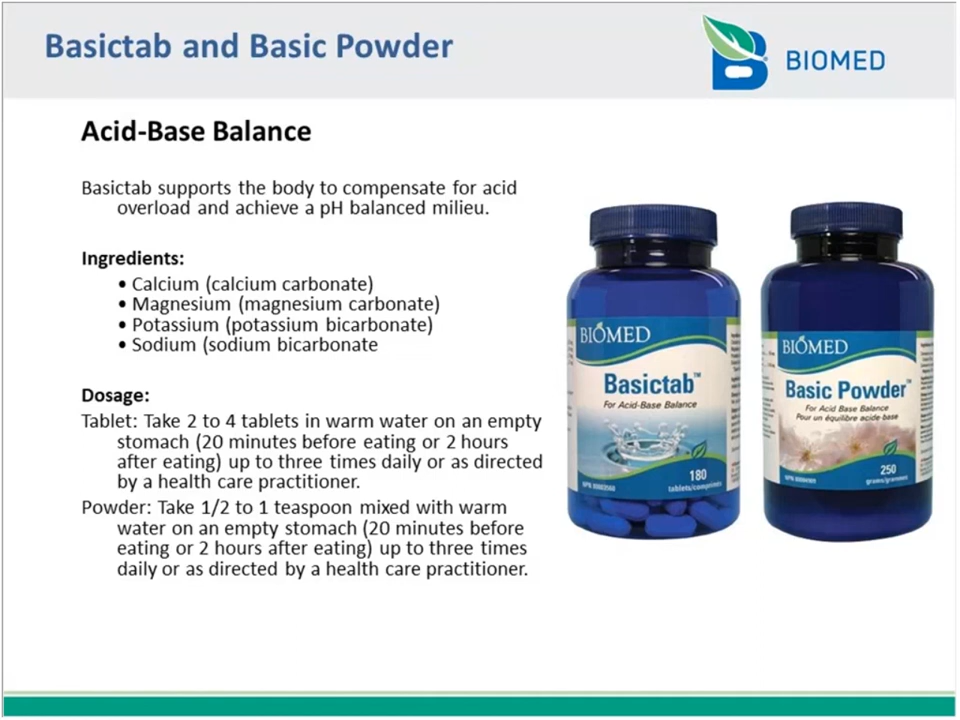 Basictab and Basic Powder
BIOMED
Acid-Base Balance
Basictab supports the body to compensate for acid
overload and achieve a pH balanced milieu.
Ingredients:
• Calcium (calcium carbonate)
• Magnesium (magnesium carbonate)
• Potassium (potassium bicarbonate)
• Sodium (sodium bicarbonate
Dosage:
Tablet: Take 2 to 4 tablets in warm water on an empty
stomach (20 minutes before eating or 2 hours
after eating) up to three times daily or as directed
by a health care practitioner.
Powder: Take 1/2 to 1 teaspoon mixed with warm
water on an empty stomach (20 minutes before
eating or 2 hours after eating) up to three times
daily or as directed by a health care practitioner.
BIOMED
Basictab™
For Acid-Base Balance
180
tablets/comprimés
BIOMED
Basic Powder™
For Acid Base Balance
Pour un équilibre acide-base
250
grams/grammes